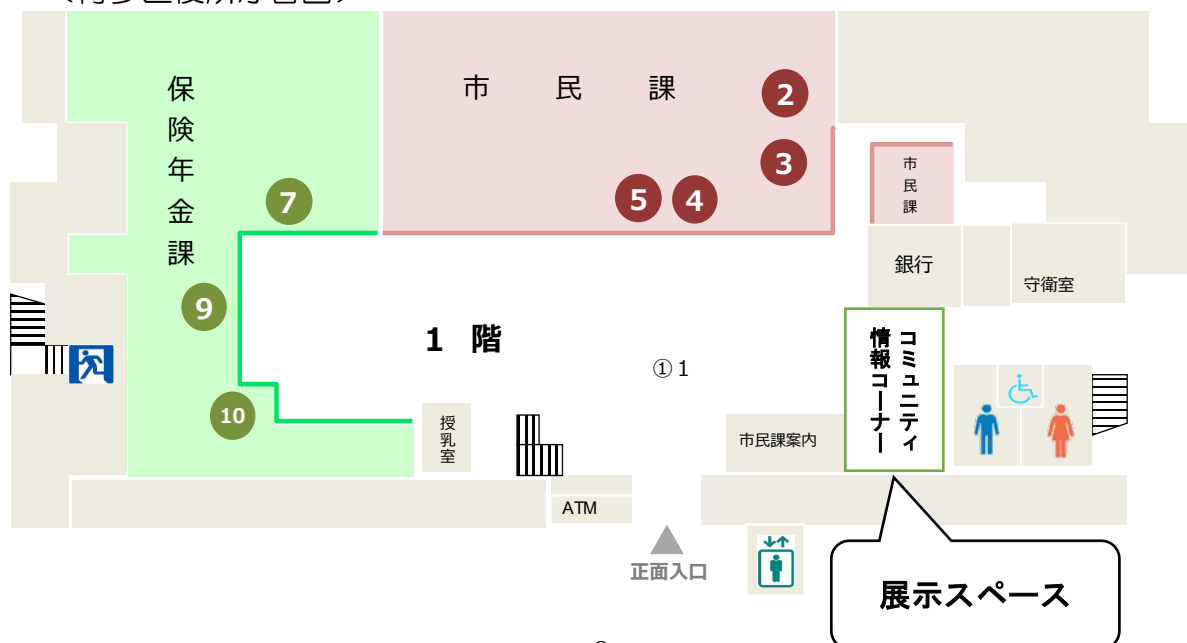 保険年金課
市民課
2
3
5 4
7
市民課
銀行
守衛室
9
1 階
① 1
コミュニティ
情報コーナー
10
授乳室
市民課案内
ATM
正面入口
展示スペース